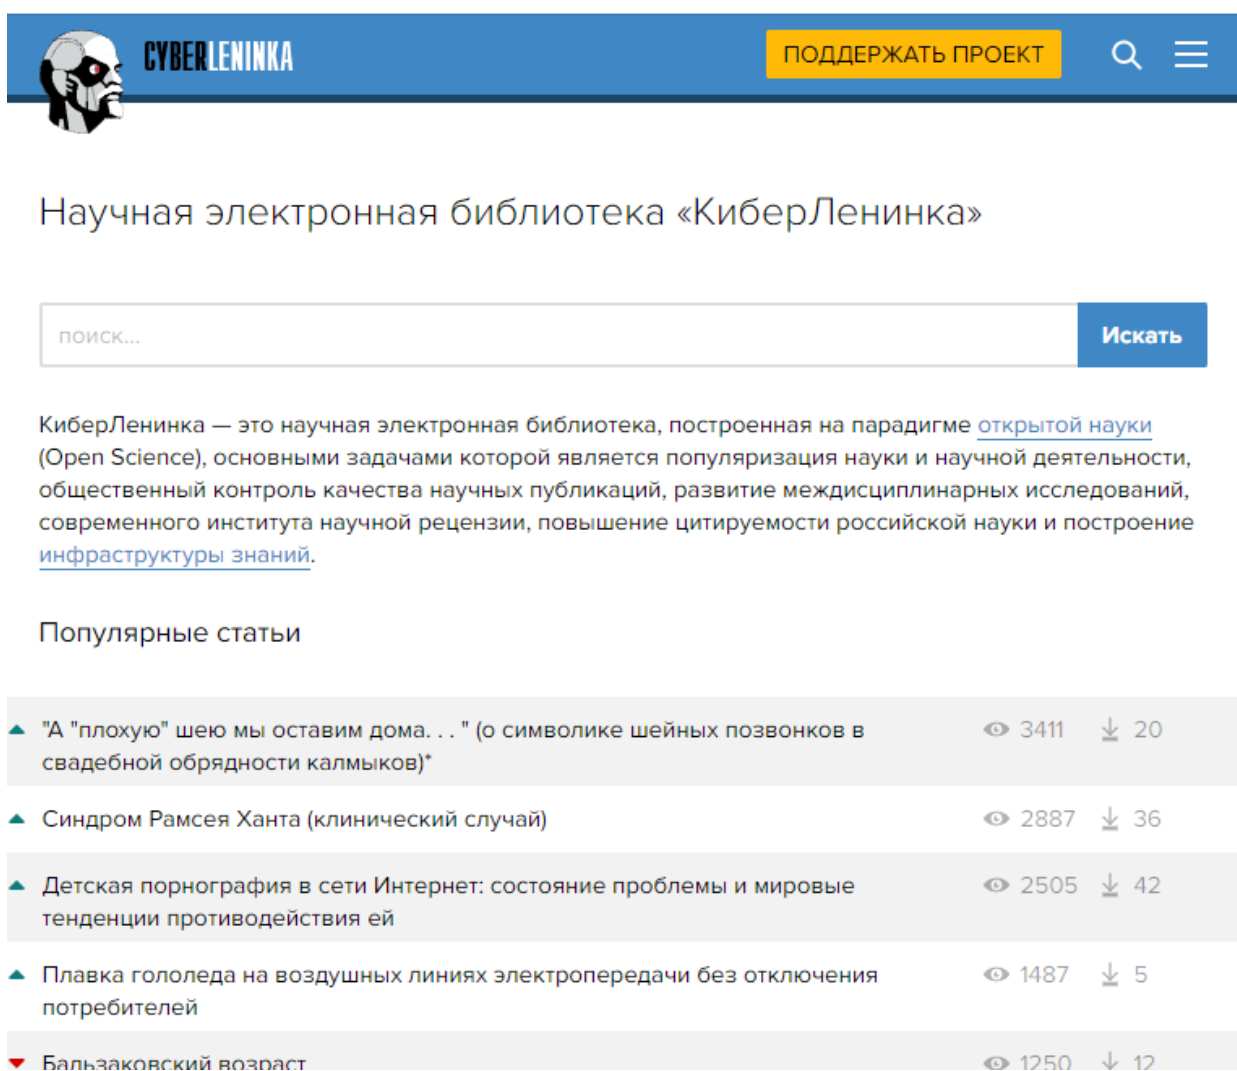 CYBERLENINKA
ПОДДЕРЖАТЬ ПРОЕКТ
Научная электронная библиотека «КиберЛенинка»
поиск...
Искать
КиберЛенинка — это научная электронная библиотека, построенная на парадигме открытой науки
(Open Science), основными задачами которой является популяризация науки и научной деятельности,
общественный контроль качества научных публикаций, развитие междисциплинарных исследований,
современного института научной рецензии, повышение цитируемости российской науки и построение
инфраструктуры знаний.
Популярные статьи
"А "плохую" шею мы оставим дома. . . " (о символике шейных позвонков в
свадебной обрядности калмыков)*
3411 20
Синдром Рамсея Ханта (клинический случай)
2887 36
Детская порнография в сети Интернет: состояние проблемы и мировые
тенденции противодействия ей
2505 42
Плавка гололеда на воздушных линиях электропередачи без отключения
потребителей
1487 5
Бальзаковский возраст
1250 12